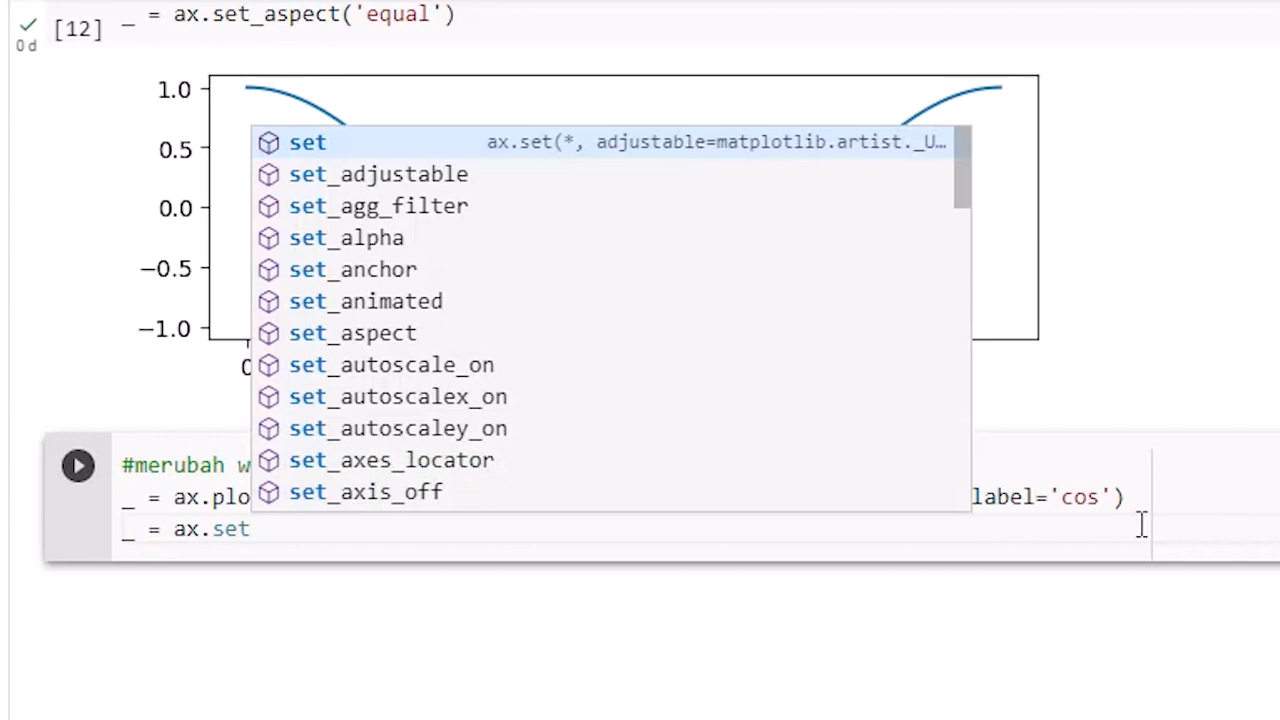 _ = ax.set_aspect('equal')
[12]
0 d
1.0
0.5
0.0
−0.5
−1.0
0
set ax.set(*, adjustable=matplotlib.artist._U…
set_adjustable
set_agg_filter
set_alpha
set_anchor
set_animated
set_aspect
set_autoscale_on
set_autoscalex_on
set_autoscaley_on
set_axes_locator
set_axis_off
#merubah w
_ = ax.plo label='cos')
_ = ax.set